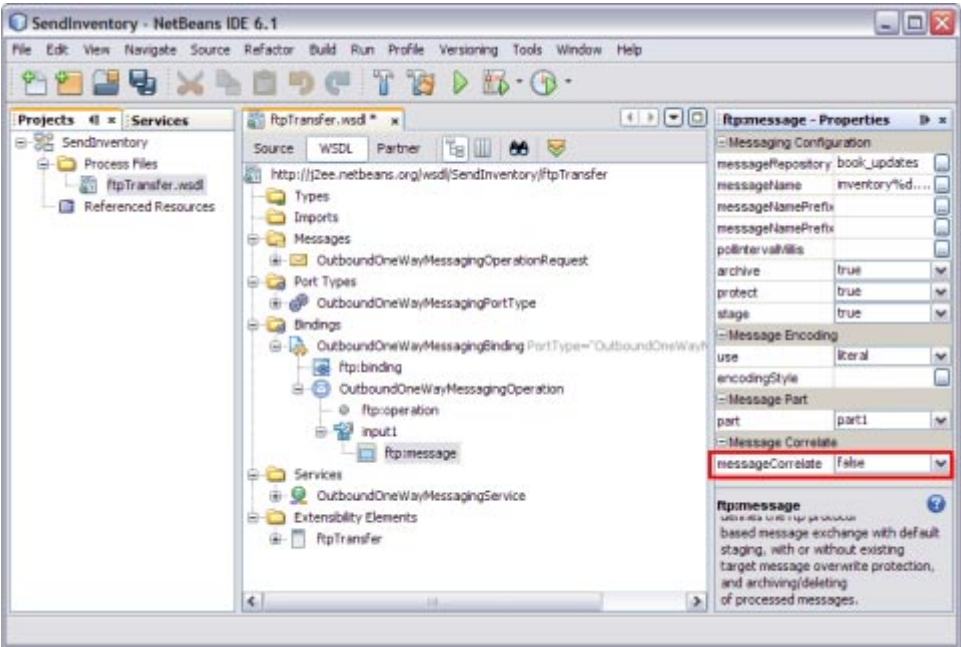 SendInventory - NetBeans IDE 6.1
File Edit View Navigate Source Refactor Build Run Profile Versioning Tools Window Help
Projects
Services
SendInventory
Process Files
ftpTransfer.wsdl
Referenced Resources
ftpTransfer.wsdl *
Source WSDL Partner
http://j2ee.netbeans.org/wsdl/SendInventory/ftpTransfer
Types
Imports
Messages
OutboundOneWayMessagingOperationRequest
Port Types
OutboundOneWayMessagingPortType
Bindings
OutboundOneWayMessagingBinding PortType="OutboundOneWay
ftp:binding
OutboundOneWayMessagingOperation
ftp:operation
input1
ftp:message
Services
OutboundOneWayMessagingService
Extensibility Elements
ftpTransfer
ftp:message - Properties
Messaging Configuration
messageRepository book_updates
messageName inventory%d....
messageNamePrefix
messageNamePrefix
pollIntervalMillis
archive true
protect true
stage true
Message Encoding
use literal
encodingStyle
Message Part
part part1
Message Correlate
messageCorrelate false
ftp:message
defines the ftp protocol
based message exchange with default
staging, with or without existing
target message overwrite protection,
and archiving/deleting
of processed messages.